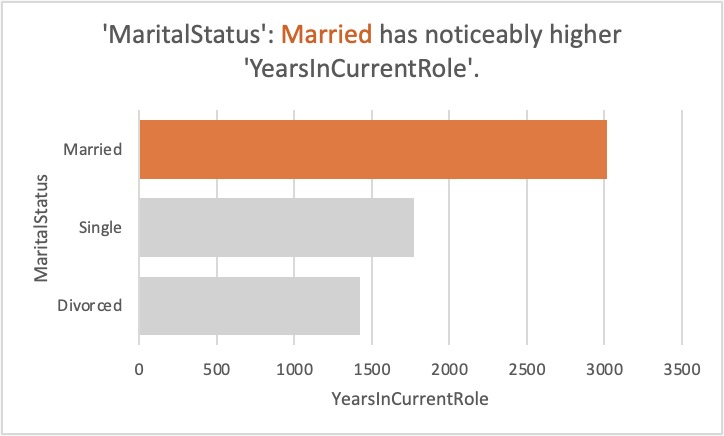 'MaritalStatus': Married has noticeably higher
'YearsInCurrentRole'.
MaritalStatus
Married
Single
Divorced
0 500 1000 1500 2000 2500 3000 3500
YearsInCurrentRole